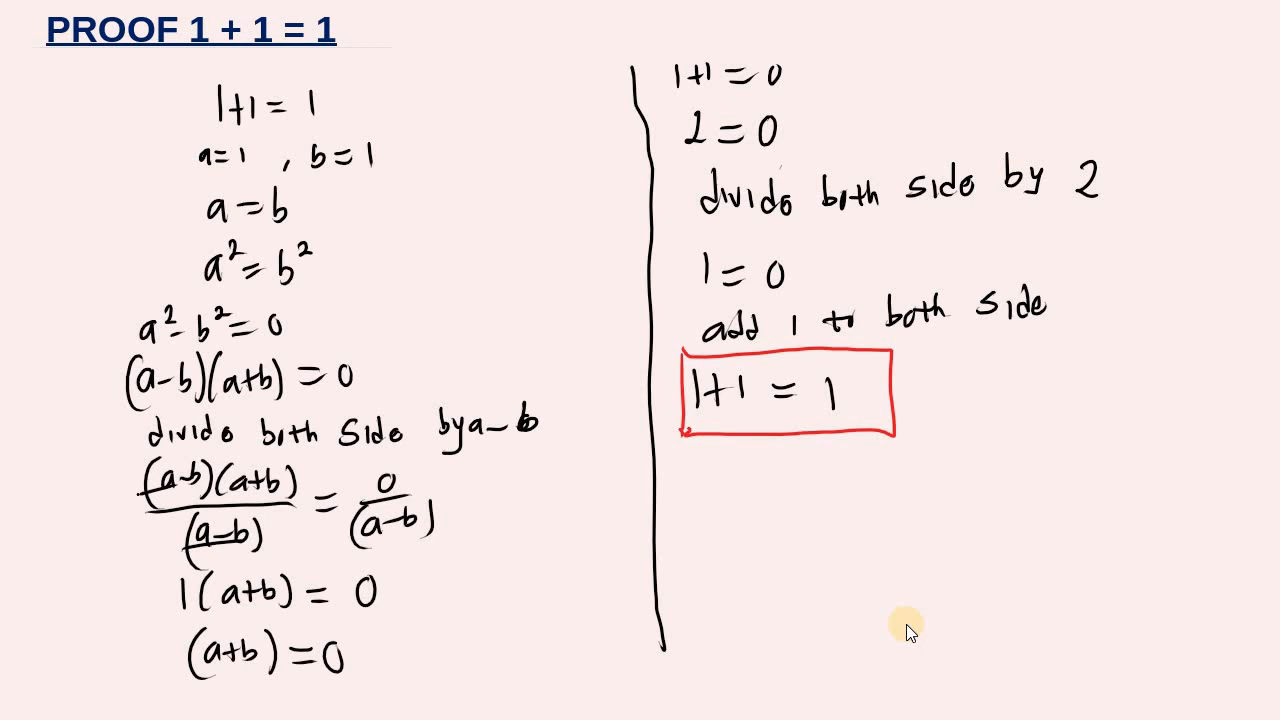 PROOF 1 + 1 = 1
1+1 = 1
a=1 , b=1
a=b
a²=b²
a²-b²=0
(a-b)(a+b) = 0
divide both side by a-b
(a-b)(a+b)/(a-b) = 0/(a-b)
1(a+b) = 0
(a+b) = 0
1+1 = 0
2 = 0
divide both side by 2
1 = 0
add 1 to both side
1+1 = 1